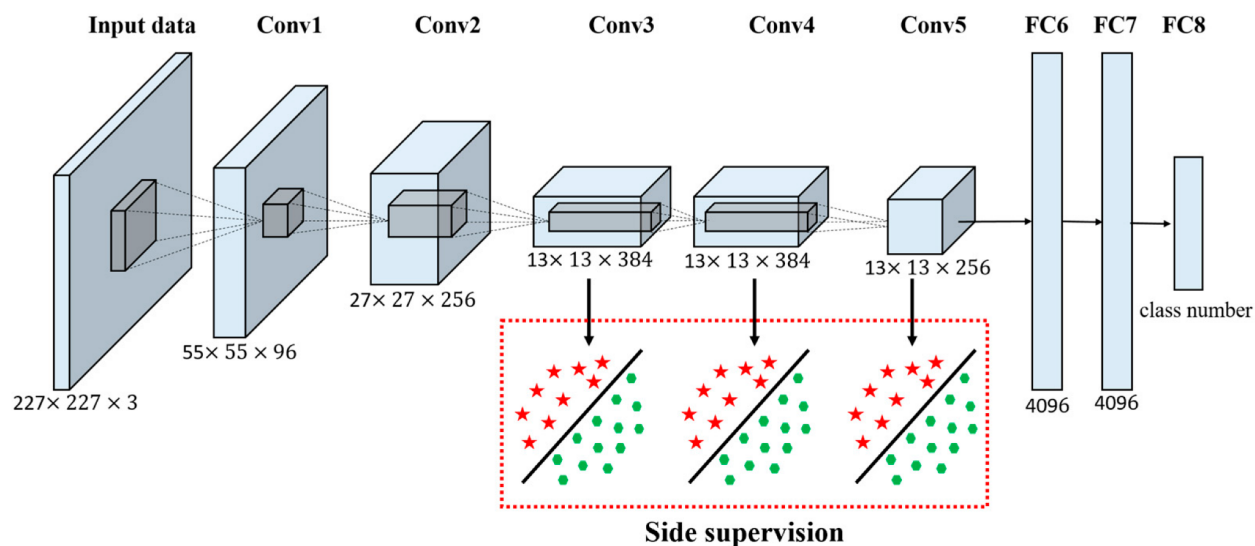 Input data Conv1 Conv2 Conv3 Conv4 Conv5 FC6 FC7 FC8
13× 13 × 384 13× 13 × 384 13× 13 × 256
27× 27 × 256
class number
55× 55 × 96
227× 227 × 3 4096 4096
Side supervision